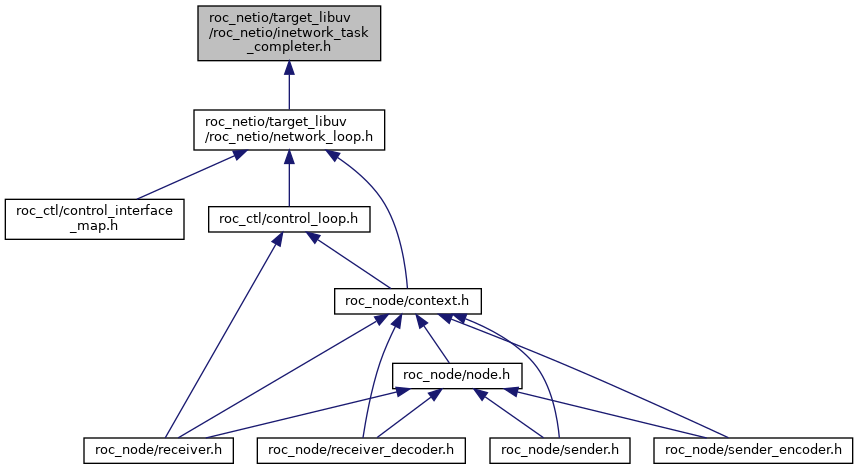 roc_netio/target_libuv
/roc_netio/inetwork_task
_completer.h
roc_netio/target_libuv
/roc_netio/network_loop.h
roc_ctl/control_interface
_map.h
roc_ctl/control_loop.h
roc_node/context.h
roc_node/node.h
roc_node/receiver.h
roc_node/receiver_decoder.h
roc_node/sender.h
roc_node/sender_encoder.h